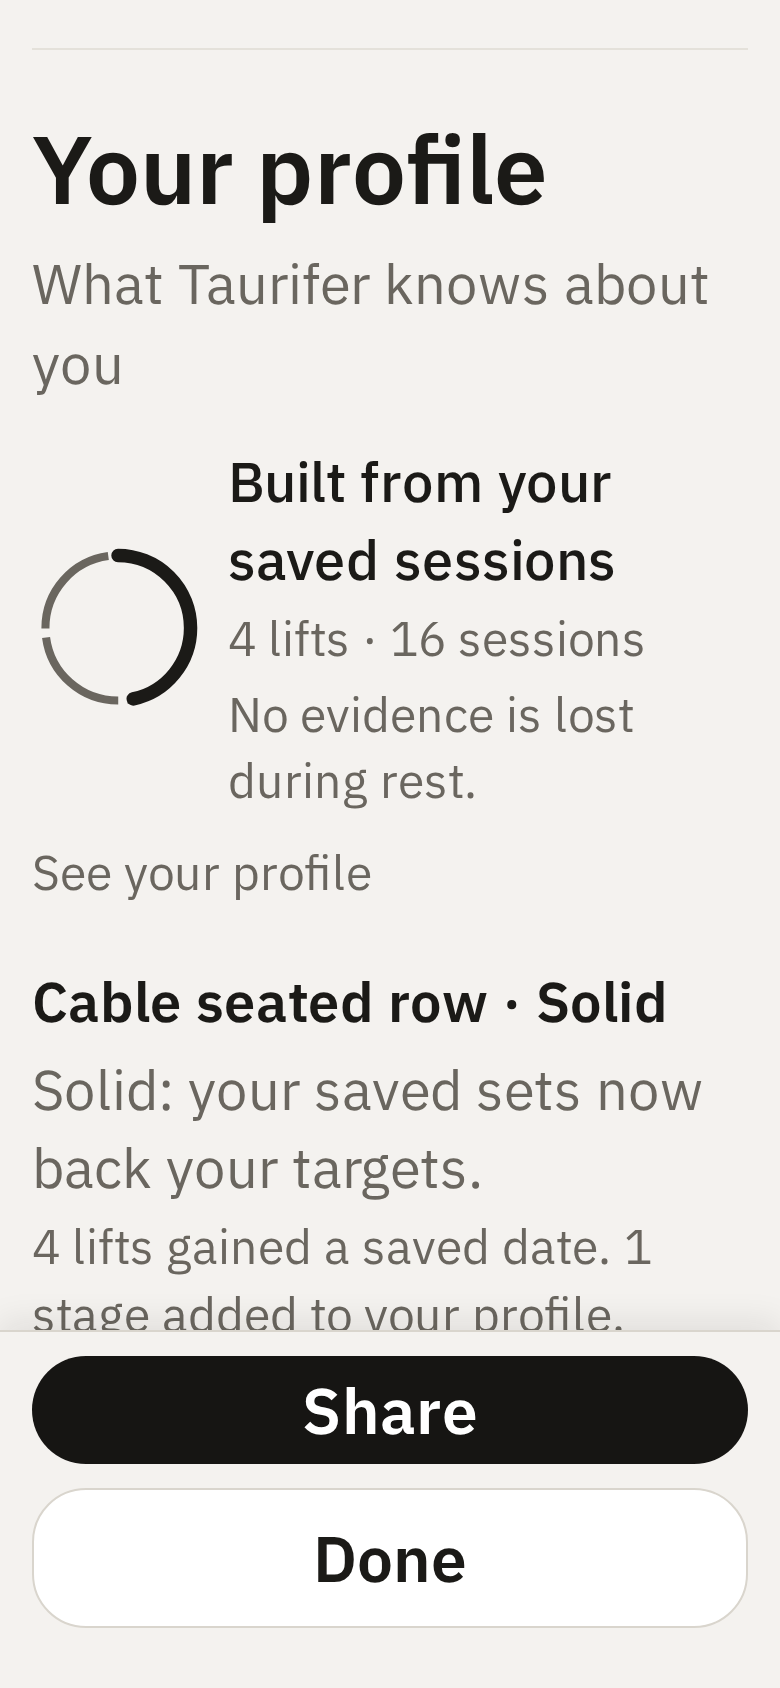 Your profile
What Taurifer knows about
you
Built from your
saved sessions
4 lifts · 16 sessions
No evidence is lost
during rest.
See your profile
Cable seated row · Solid
Solid: your saved sets now
back your targets.
4 lifts gained a saved date. 1
stage added to your profile.
Share
Done